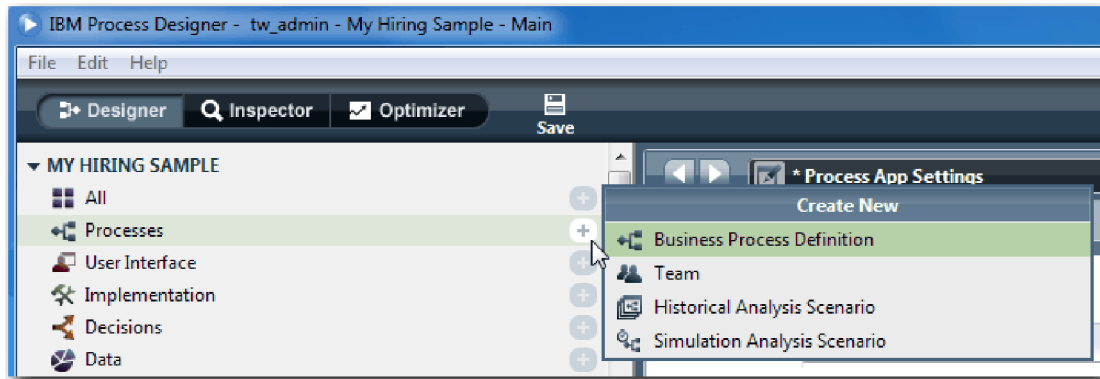 IBM Process Designer - tw_admin - My Hiring Sample - Main
File Edit Help
Designer Inspector Optimizer Save
MY HIRING SAMPLE
* Process App Settings
All
Create New
Processes
Business Process Definition
User Interface
Team
Implementation
Historical Analysis Scenario
Decisions
Simulation Analysis Scenario
Data